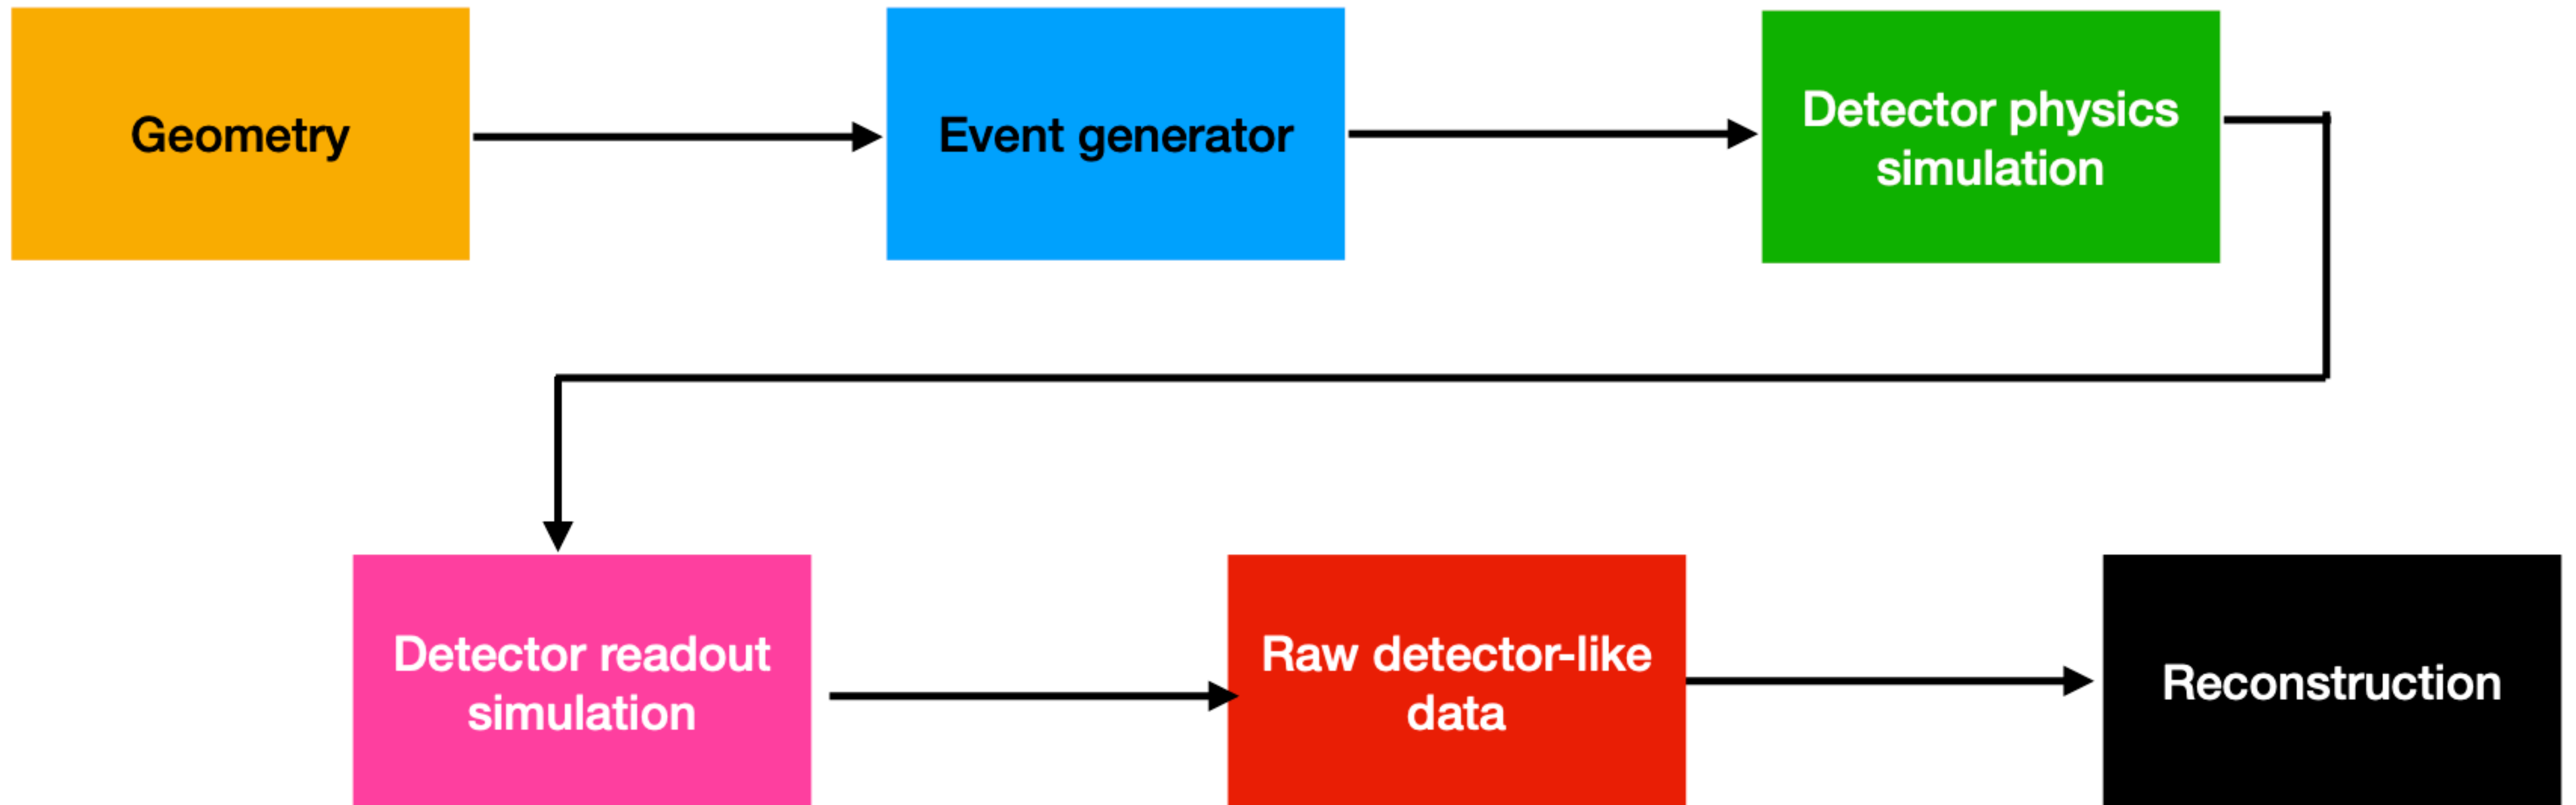 Geometry
Event generator
Detector physics
simulation
Detector readout
simulation
Raw detector-like
data
Reconstruction